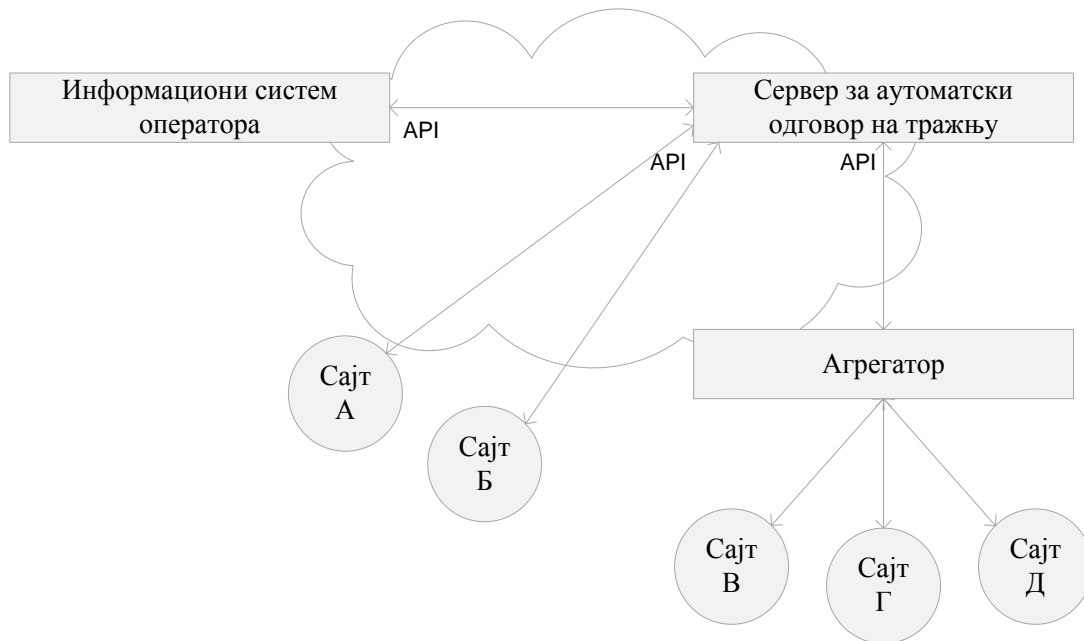 Информациони систем
оператора
Сервер за аутоматски
одговор на тражњу
API
API
API
Агрегатор
Сајт
А
Сајт
Б
Сајт
В
Сајт
Г
Сајт
Д